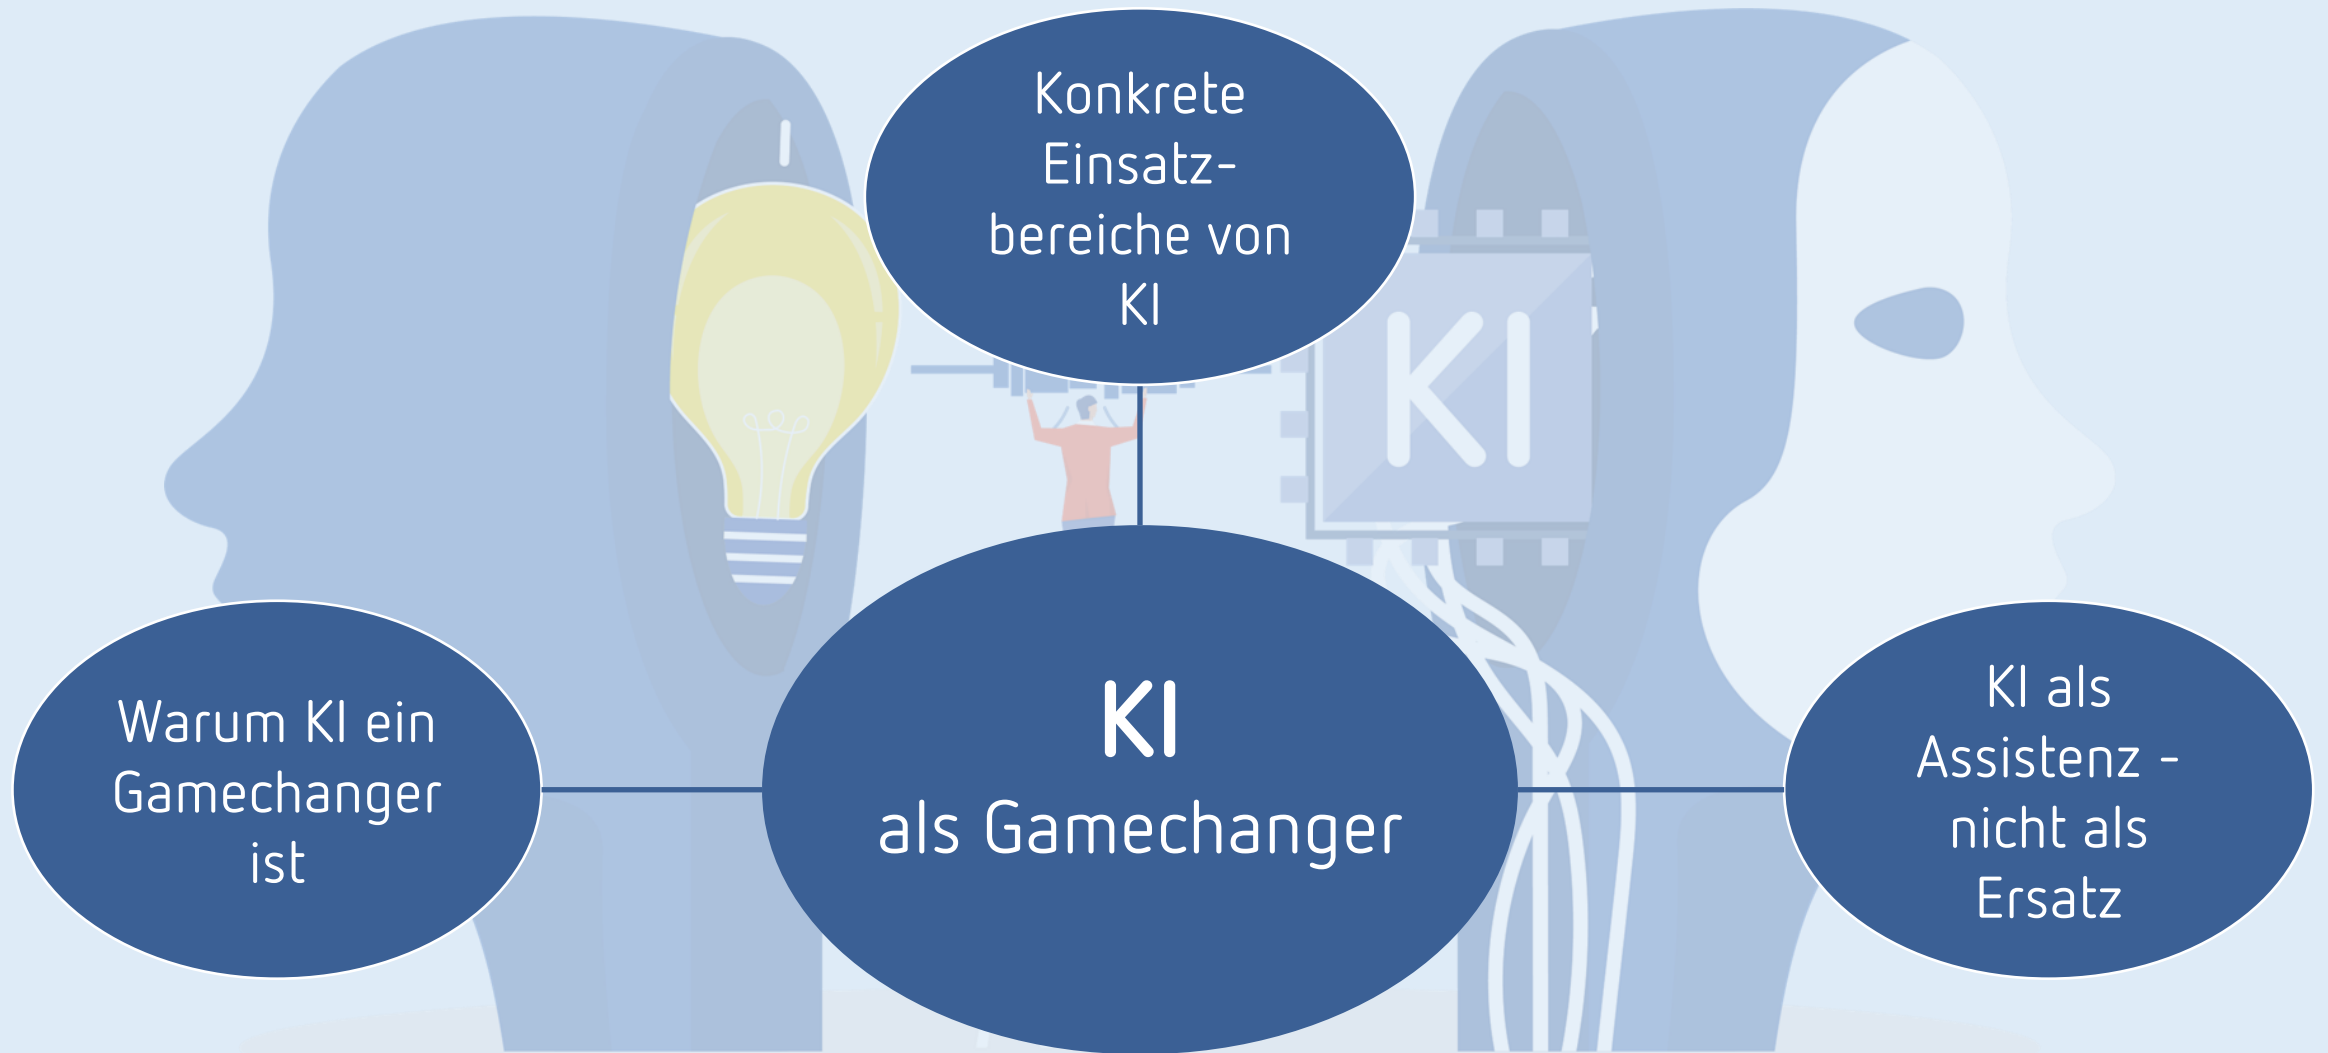 Konkrete
Einsatz-
bereiche von
KI
KI
Warum KI ein
Gamechanger
ist
KI
als Gamechanger
KI als
Assistenz -
nicht als
Ersatz